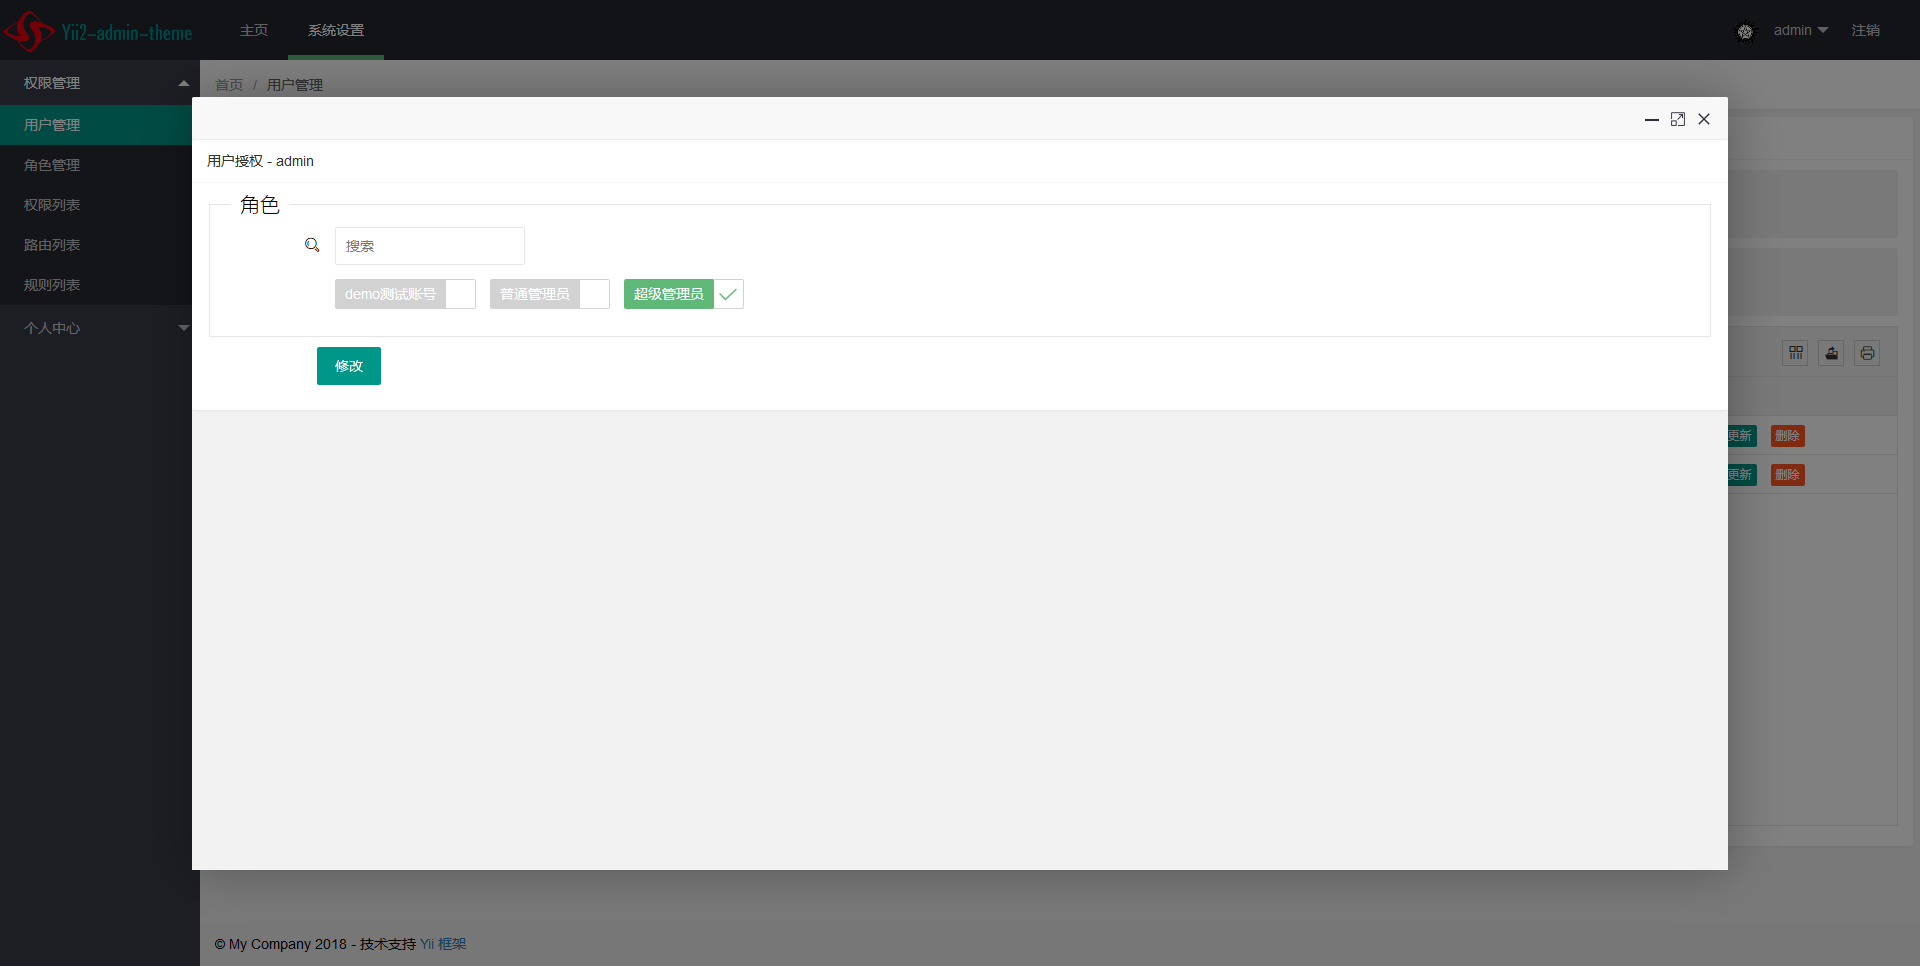 Yii2-admin-theme
主页
系统设置
admin
注销
权限管理
用户管理
角色管理
权限列表
路由列表
规则列表
个人中心
首页 / 用户管理
用户授权 - admin
角色
搜索
demo测试账号
普通管理员
超级管理员
修改
更新 删除
更新 删除
© My Company 2018 - 技术支持 Yii 框架